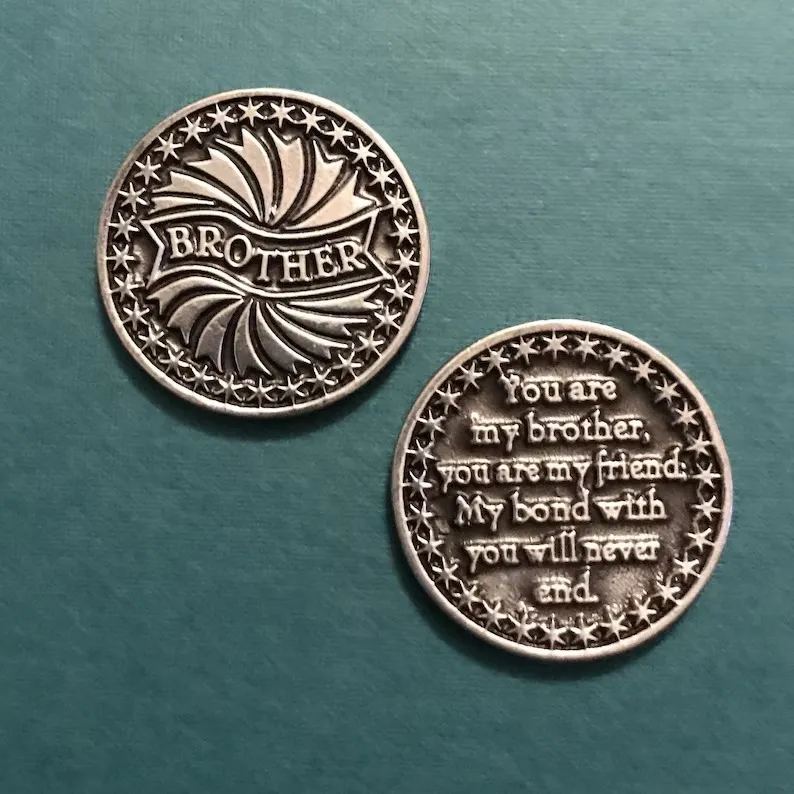 BROTHER
You are
my brother,
you are my friend;
My bond with
you will never
end.